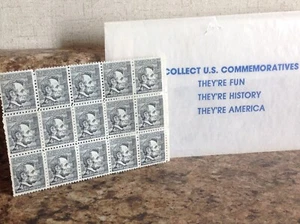 COLLECT U.S. COMMEMORATIVES
THEY'RE FUN
THEY'RE HISTORY
THEY'RE AMERICA